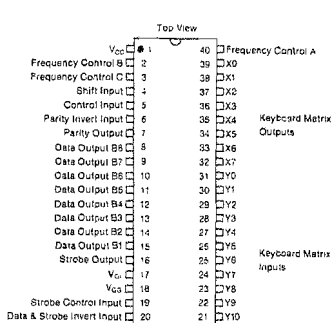 Top View
VCC 1 40 Frequency Control A
Frequency Control B 2 39 X0
Frequency Control C 3 38 X1
Shift Input 4 37 X2
Control Input 5 36 X3
Parity Invert Input 6 35 X4 Keyboard Matrix
Parity Output 7 34 X5 Outputs
Data Output B8 8 33 X6
Data Output B7 9 32 X7
Data Output B6 10 31 Y0
Data Output B5 11 30 Y1
Data Output B4 12 29 Y2
Data Output B3 13 28 Y3
Data Output B2 14 27 Y4
Data Output B1 15 26 Y5 Keyboard Matrix
Strobe Output 16 25 Y6 Inputs
17 24 Y7
VGG 18 23 Y8
Strobe Control Input 19 22 Y9
Data & Strobe Invert Input 20 21 Y10